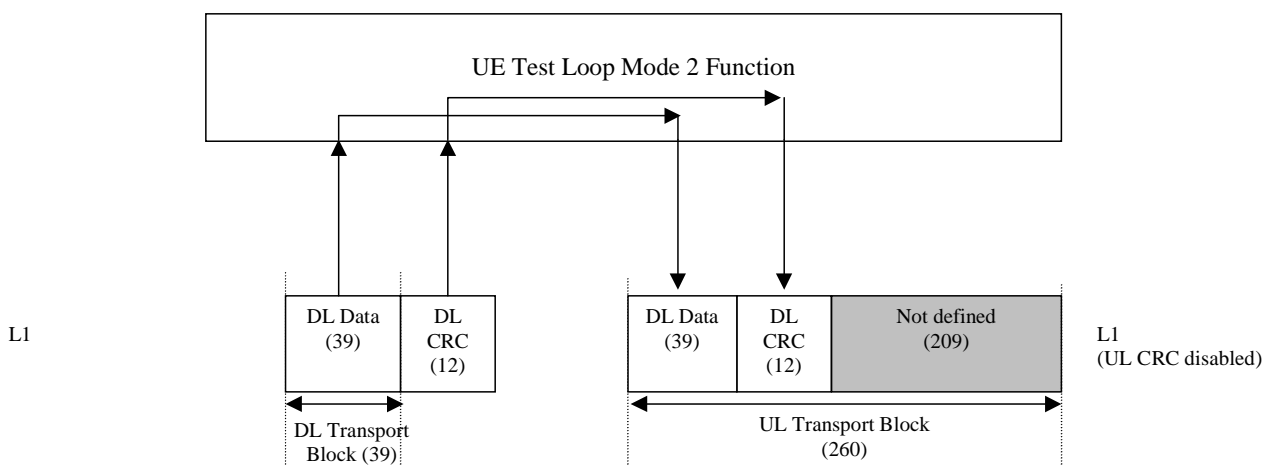 UE Test Loop Mode 2 Function
L1
DL Data
(39)
DL
CRC
(12)
DL Transport
Block (39)
DL Data
(39)
DL
CRC
(12)
Not defined
(209)
UL Transport Block
(260)
L1
(UL CRC disabled)